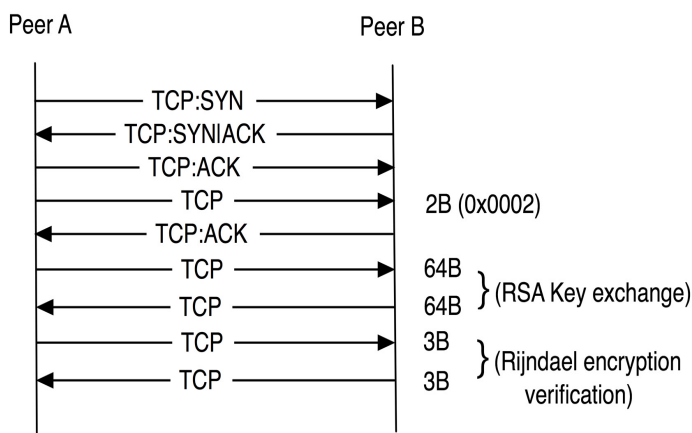 Peer A
Peer B
TCP:SYN
TCP:SYN|ACK
TCP:ACK
TCP
2B (0x0002)
TCP:ACK
TCP
64B
(RSA Key exchange)
TCP
64B
TCP
3B
(Rijndael encryption
verification)
TCP
3B